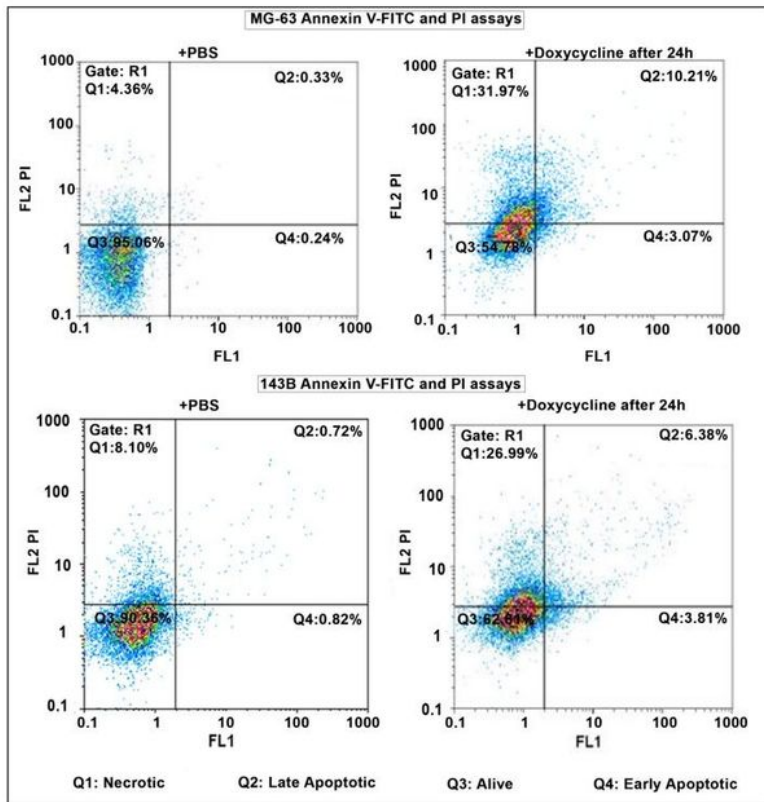 MG-63 Annexin V-FITC and PI assays
+PBS
Gate: R1
Q1:4.36%
Q2:0.33%
Q3:95.06%
Q4:0.24%
1000
100
10
1
0.1
FL2 PI
0.1 1 10 100 1000
FL1
+Doxycycline after 24h
Gate: R1
Q1:31.97%
Q2:10.21%
Q3:54.78%
Q4:3.07%
1000
100
10
1
0.1
FL2 PI
0.1 1 10 100 1000
FL1
143B Annexin V-FITC and PI assays
+PBS
Gate: R1
Q1:8.10%
Q2:0.72%
Q3:90.36%
Q4:0.82%
1000
100
10
1
0.1
FL2 PI
0.1 1 10 100 1000
FL1
+Doxycycline after 24h
Gate: R1
Q1:26.99%
Q2:6.38%
Q3:62.81%
Q4:3.81%
1000
100
10
1
0.1
FL2 PI
0.1 1 10 100 1000
FL1
Q1: Necrotic Q2: Late Apoptotic Q3: Alive Q4: Early Apoptotic